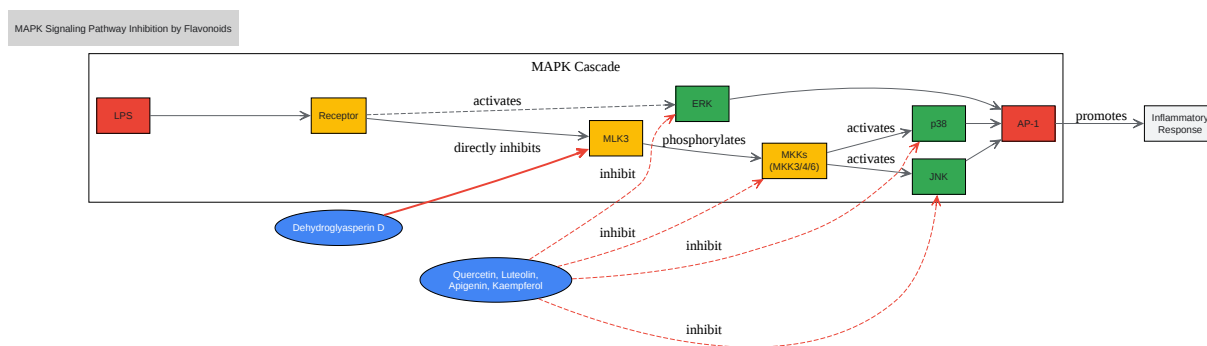 MAPK Signaling Pathway Inhibition by Flavonoids
MAPK Cascade
LPS
Receptor
activates
ERK
directly inhibits
MLK3
phosphorylates
MKKs
(MKK3/4/6)
activates
activates
p38
JNK
AP-1
promotes
Inflammatory
Response
inhibit
Dehydroglyasperin D
inhibit
inhibit
Quercetin, Luteolin,
Apigenin, Kaempferol
inhibit